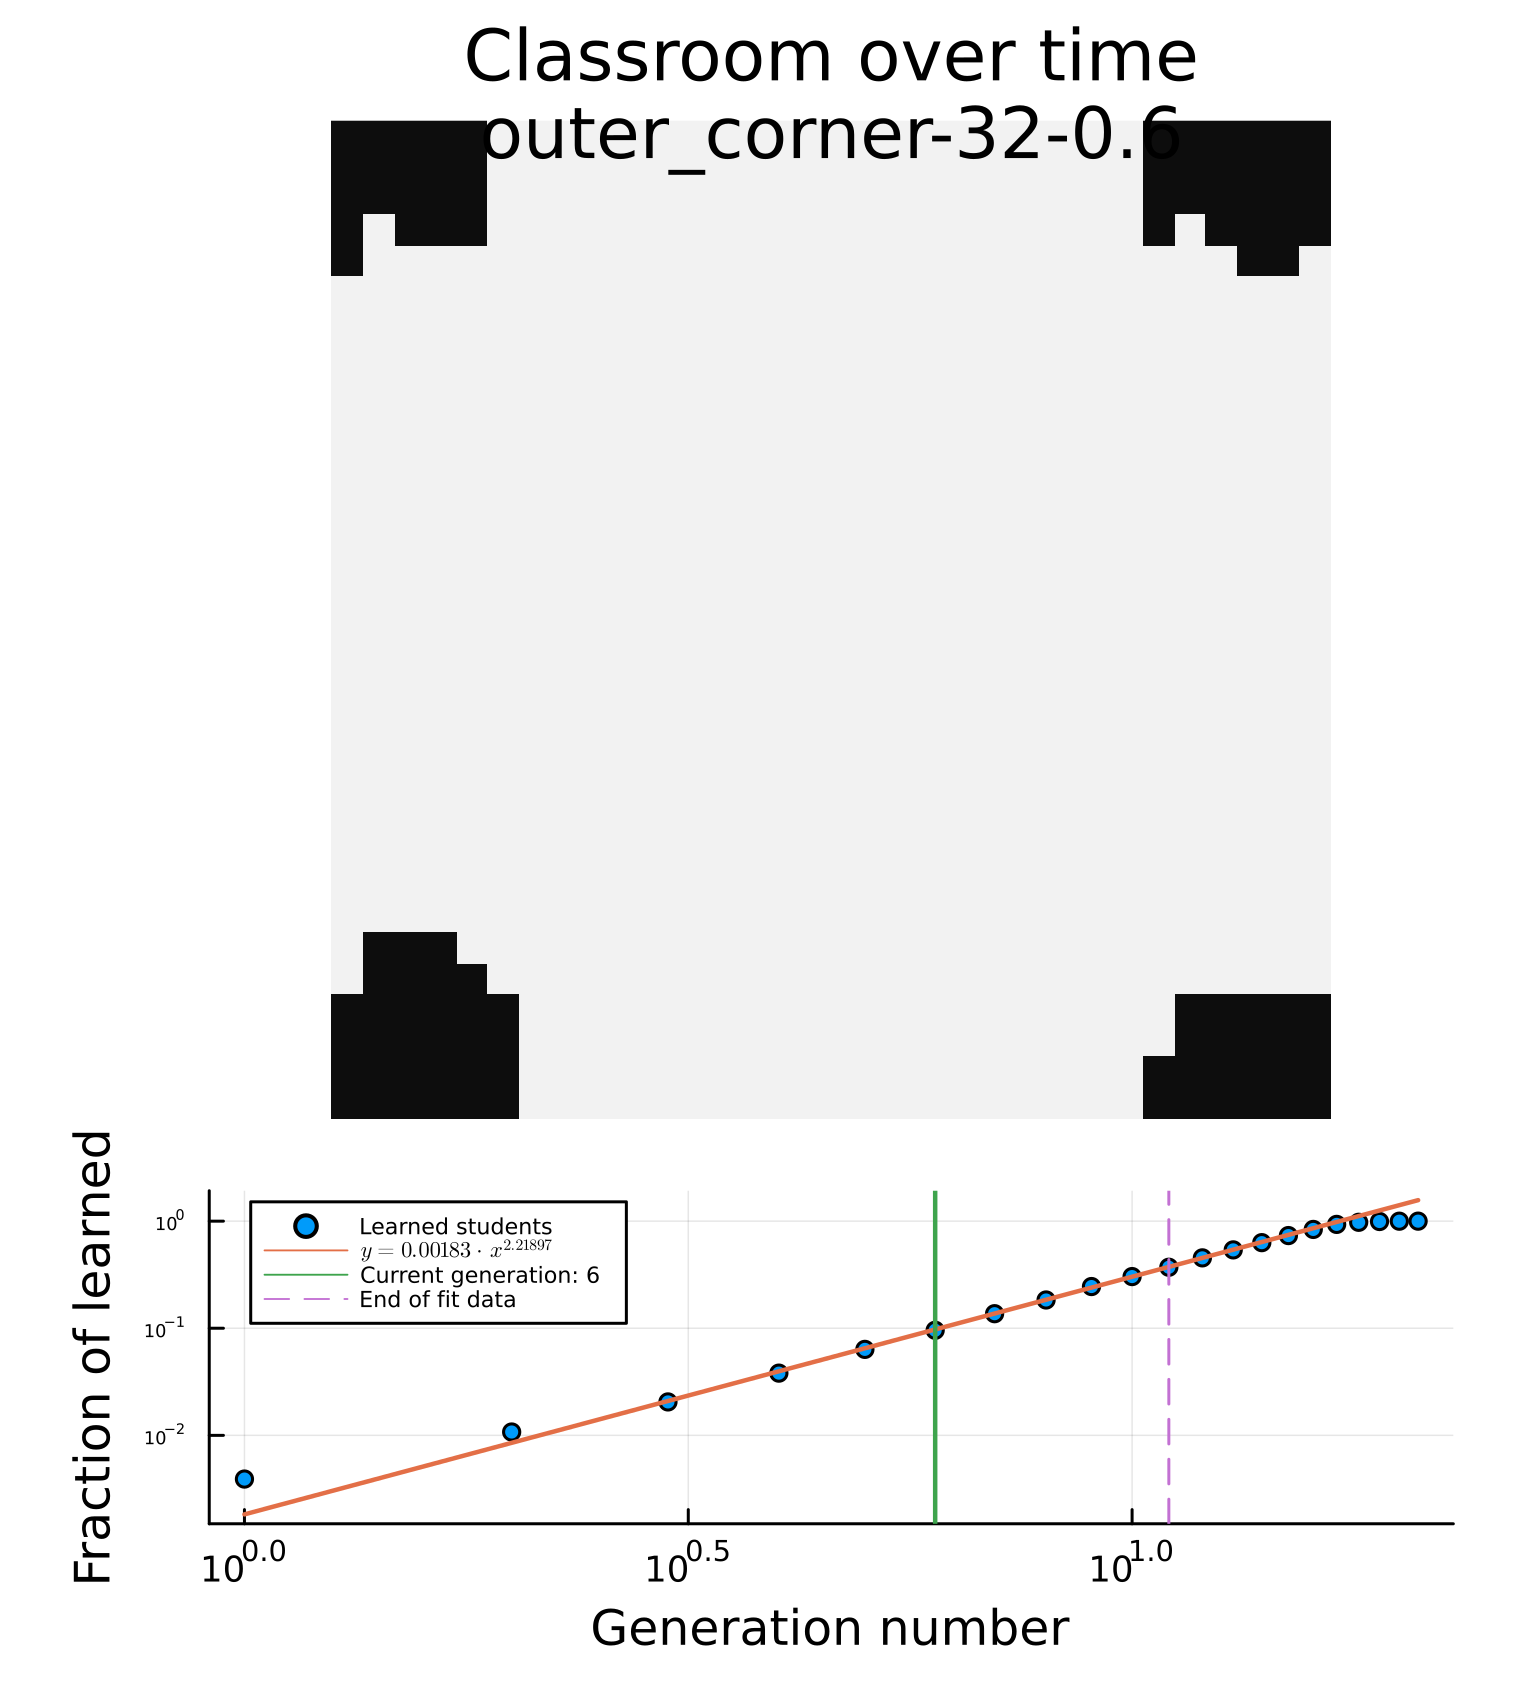 Classroom over time
outer_corner-32-0.6
Fraction of learned
10^0
10^−1
10^−2
Learned students
y = 0.00183 · x^2.21897
Current generation: 6
End of fit data
10^0.0
10^0.5
10^1.0
Generation number